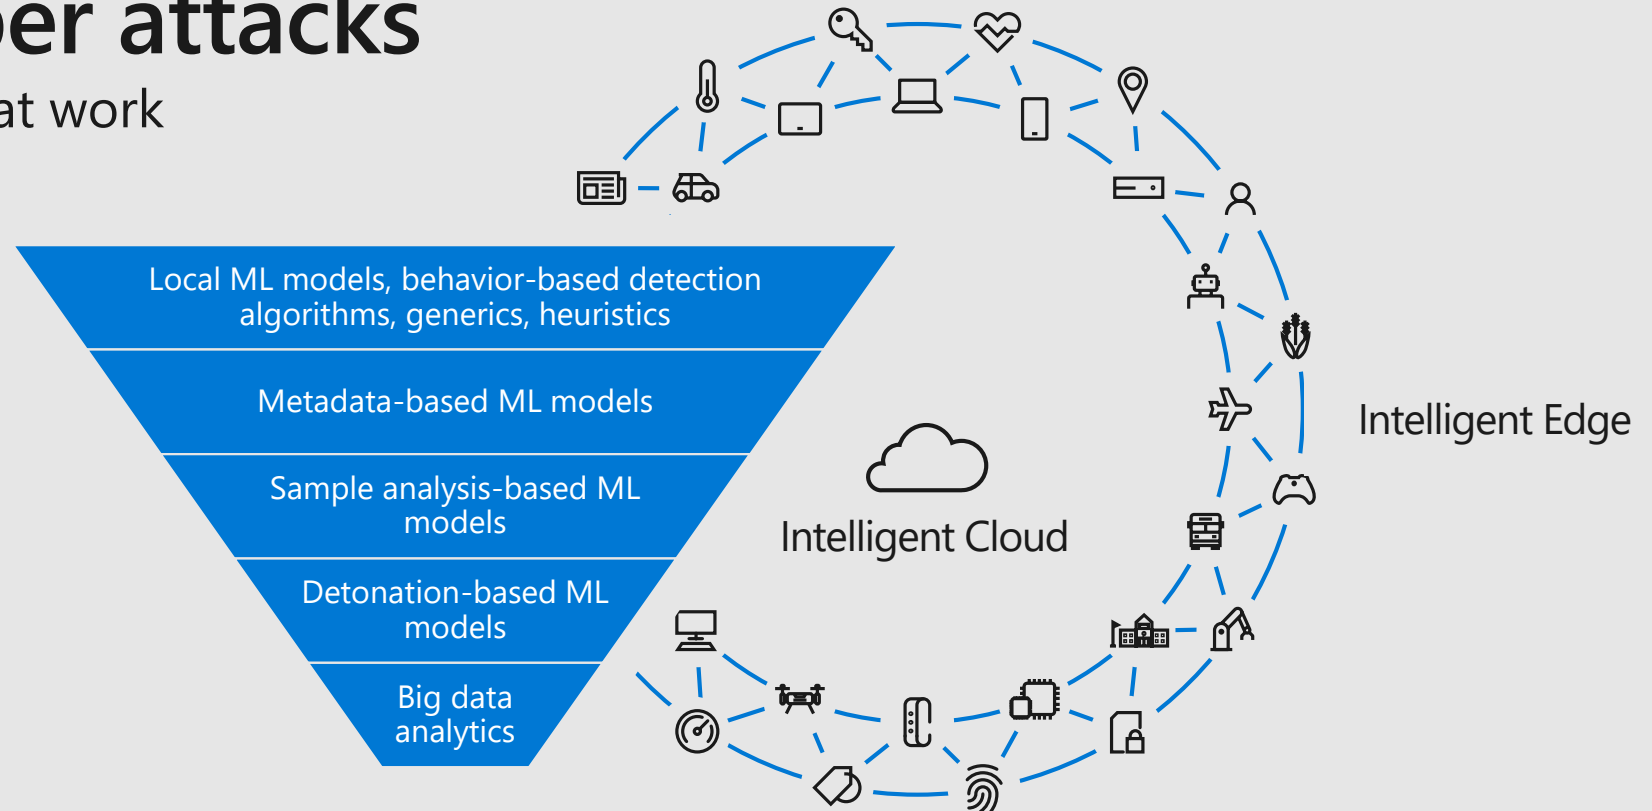 attacks
at work
Local ML models, behavior-based detection
algorithms, generics, heuristics
Metadata-based ML models
Sample analysis-based ML
models
Detonation-based ML
models
Big data
analytics
Intelligent Cloud
Intelligent Edge